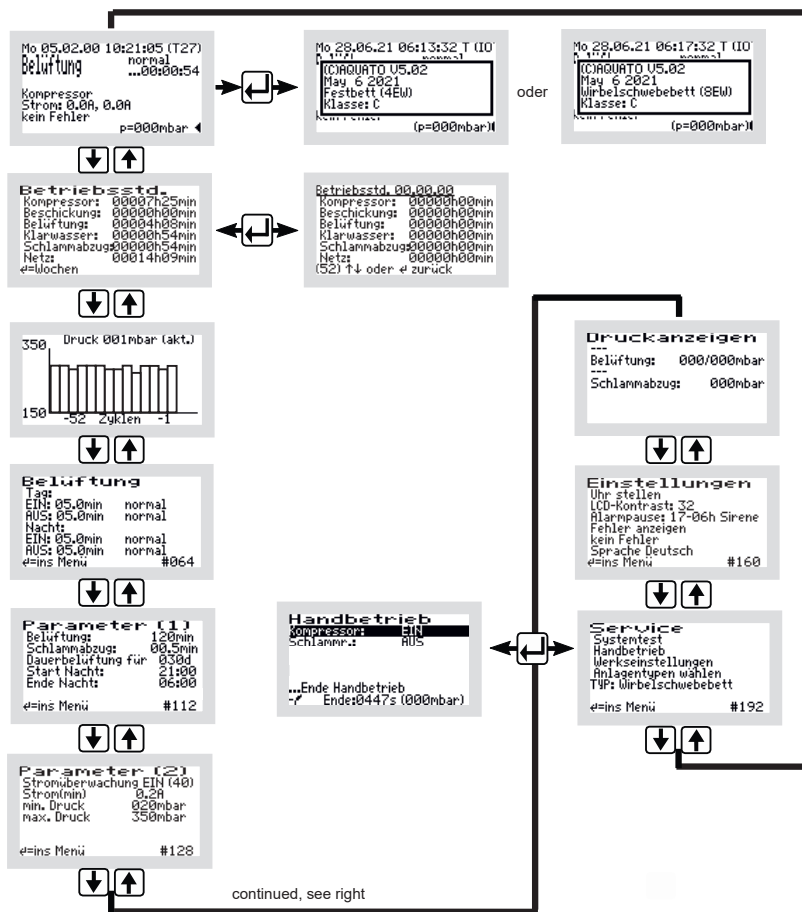 Mo 05.02.00 10:21:05 (T27)
Belüftung normal
...00:00:54
Kompressor
Strom: 0.0A, 0.0A
kein Fehler
p=000mbar
Mo 28.06.21 06:13:32 T (IO
(C)AQUATO V5.02
May 6 2021
Festbett (4EW)
Klasse: C
(p=000mbar)
oder
Mo 28.06.21 06:17:32 T (IO
(C)AQUATO V5.02
May 6 2021
Wirbelschwebebett (8EW)
Klasse: C
(p=000mbar)
Betriebsstd.
Kompressor: 00007h25min
Beschickung: 00000h00min
Belüftung: 00004h08min
Klarwasser: 00000h54min
Schlammabzug:00000h54min
Netz: 00014h09min
↵=Wochen
Betriebsstd. 00.00.00
Kompressor: 00000h00min
Beschickung: 00000h00min
Belüftung: 00000h00min
Klarwasser: 00000h00min
Schlammabzug:00000h00min
Netz: 00000h00min
(52) ↑↓ oder ↵ zurück
Druck 001mbar (akt.)
350
150
-52 Zyklen -1
Belüftung
Tag:
EIN: 05.0min normal
AUS: 05.0min normal
Nacht:
EIN: 05.0min normal
AUS: 05.0min normal
↵=ins Menü #064
Parameter (1)
Belüftung: 120min
Schlammabzug: 00.5min
Dauerbelüftung für 030d
Start Nacht: 21:00
Ende Nacht: 06:00
↵=ins Menü #112
Parameter (2)
Stromüberwachung EIN (40)
Strom(min) 0.2A
min. Druck 020mbar
max. Druck 350mbar
↵=ins Menü #128
continued, see right
Druckanzeigen
---
Belüftung: 000/000mbar
---
Schlammabzug: 000mbar
Einstellungen
Uhr stellen
LCD-Kontrast: 32
Alarmpause: 17-06h Sirene
Fehler anzeigen
kein Fehler
Sprache Deutsch
↵=ins Menü #160
Handbetrieb
Kompressor: EIN
Schlammr.: AUS
...Ende Handbetrieb
Ende:0447s (000mbar)
Service
Systemtest
Handbetrieb
Werkseinstellungen
Anlagentypen wählen
TYP: Wirbelschwebebett
↵=ins Menü #192